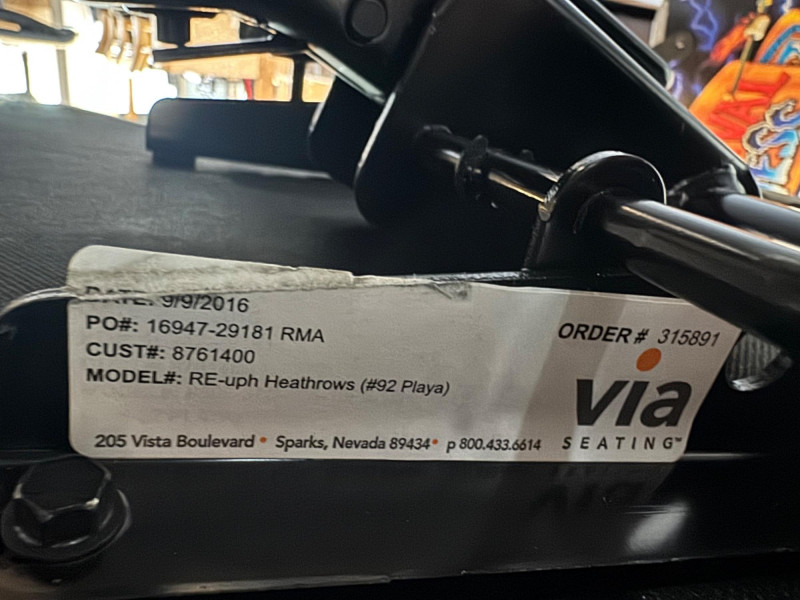 DATE: 9/9/2016
PO#: 16947-29181 RMA
CUST#: 8761400
MODEL#: RE-uph Heathrows (#92 Playa)
ORDER # 315891
via
SEATING™
205 Vista Boulevard • Sparks, Nevada 89434 • p 800.433.6614